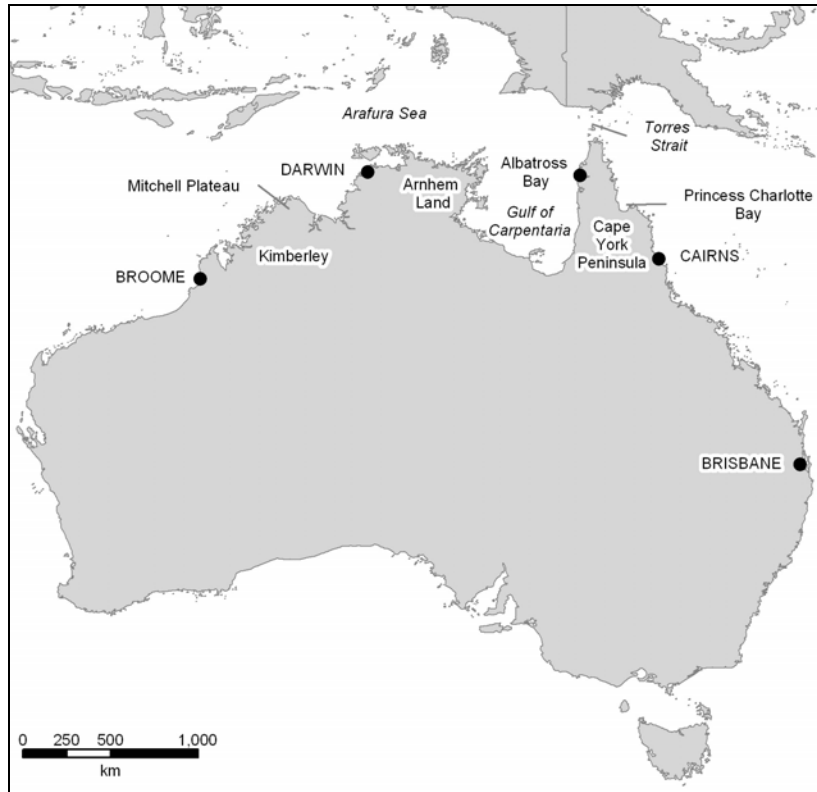 Arafura Sea
Torres
Strait
DARWIN
Albatross
Bay
Mitchell Plateau
Arnhem
Land
Princess Charlotte
Bay
Gulf of
Carpentaria
Cape
York
Peninsula
Kimberley
CAIRNS
BROOME
BRISBANE
0 250 500 1,000
km